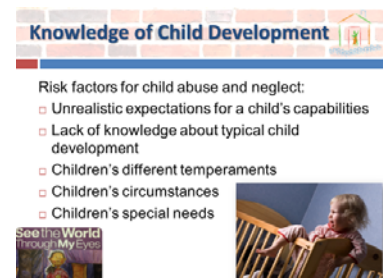 Knowledge of Child Development
Risk factors for child abuse and neglect:
Unrealistic expectations for a child's capabilities
Lack of knowledge about typical child
development
Children's different temperaments
Children's circumstances
Children's special needs
See the World
Through My Eyes